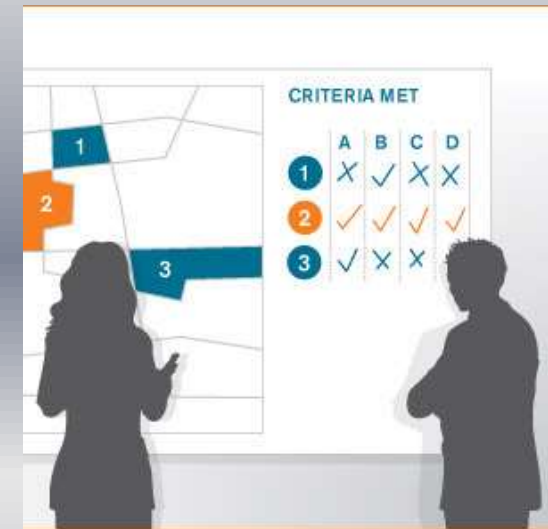 CRITERIA MET
A B C D
1
1 ✗ ✓ ✗ ✗
2
2 ✓ ✓ ✓ ✓
3
3 ✓ ✗ ✗